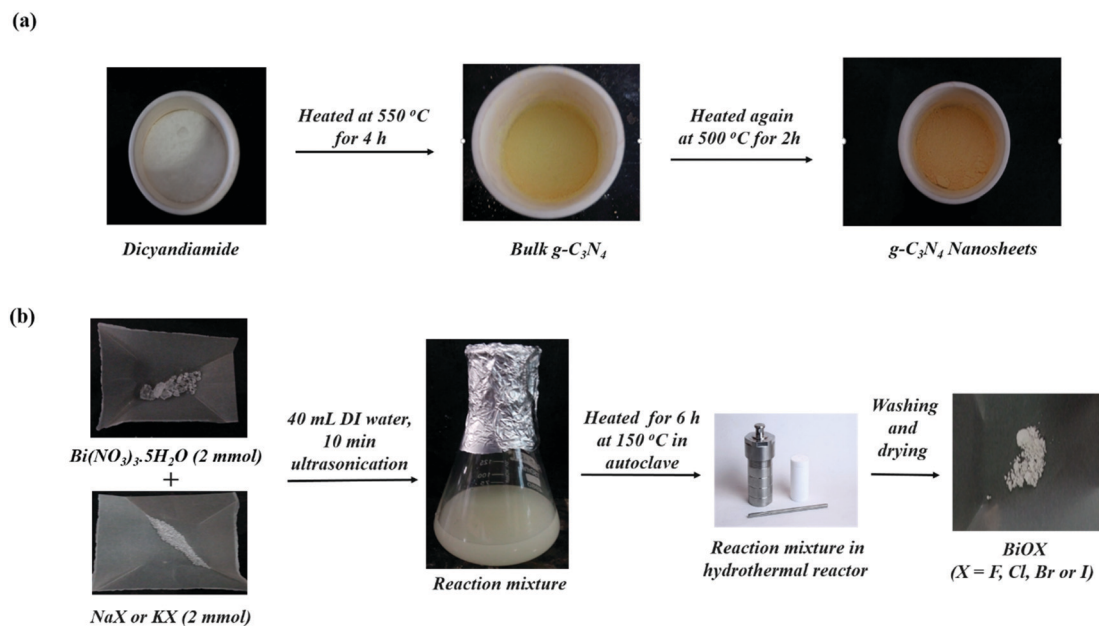 (a)
Heated at 550 °C
for 4 h
Heated again
at 500 °C for 2h
Dicyandiamide
Bulk g-C₃N₄
g-C₃N₄ Nanosheets
(b)
Bi(NO₃)₃.5H₂O (2 mmol)
+
NaX or KX (2 mmol)
40 mL DI water,
10 min
ultrasonication
Reaction mixture
Heated for 6 h
at 150 °C in
autoclave
Reaction mixture in
hydrothermal reactor
Washing
and
drying
BiOX
(X = F, Cl, Br or I)